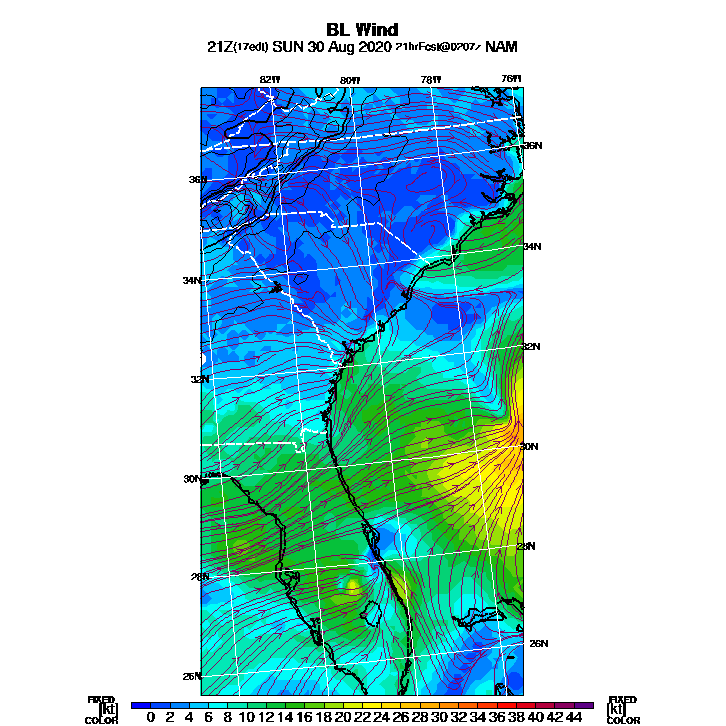 BL Wind
21Z(17edt) SUN 30 Aug 2020 21hrFcst@0207z NAM
82W 80W 78W 76W
36N
36N
34N
34N
32N
32N
30N
30N
28N
28N
26N
26N
FIXED FIXED
[kt] 0 2 4 6 8 10 12 14 16 18 20 22 24 26 28 30 32 34 36 38 40 42 44 [kt]
COLOR COLOR